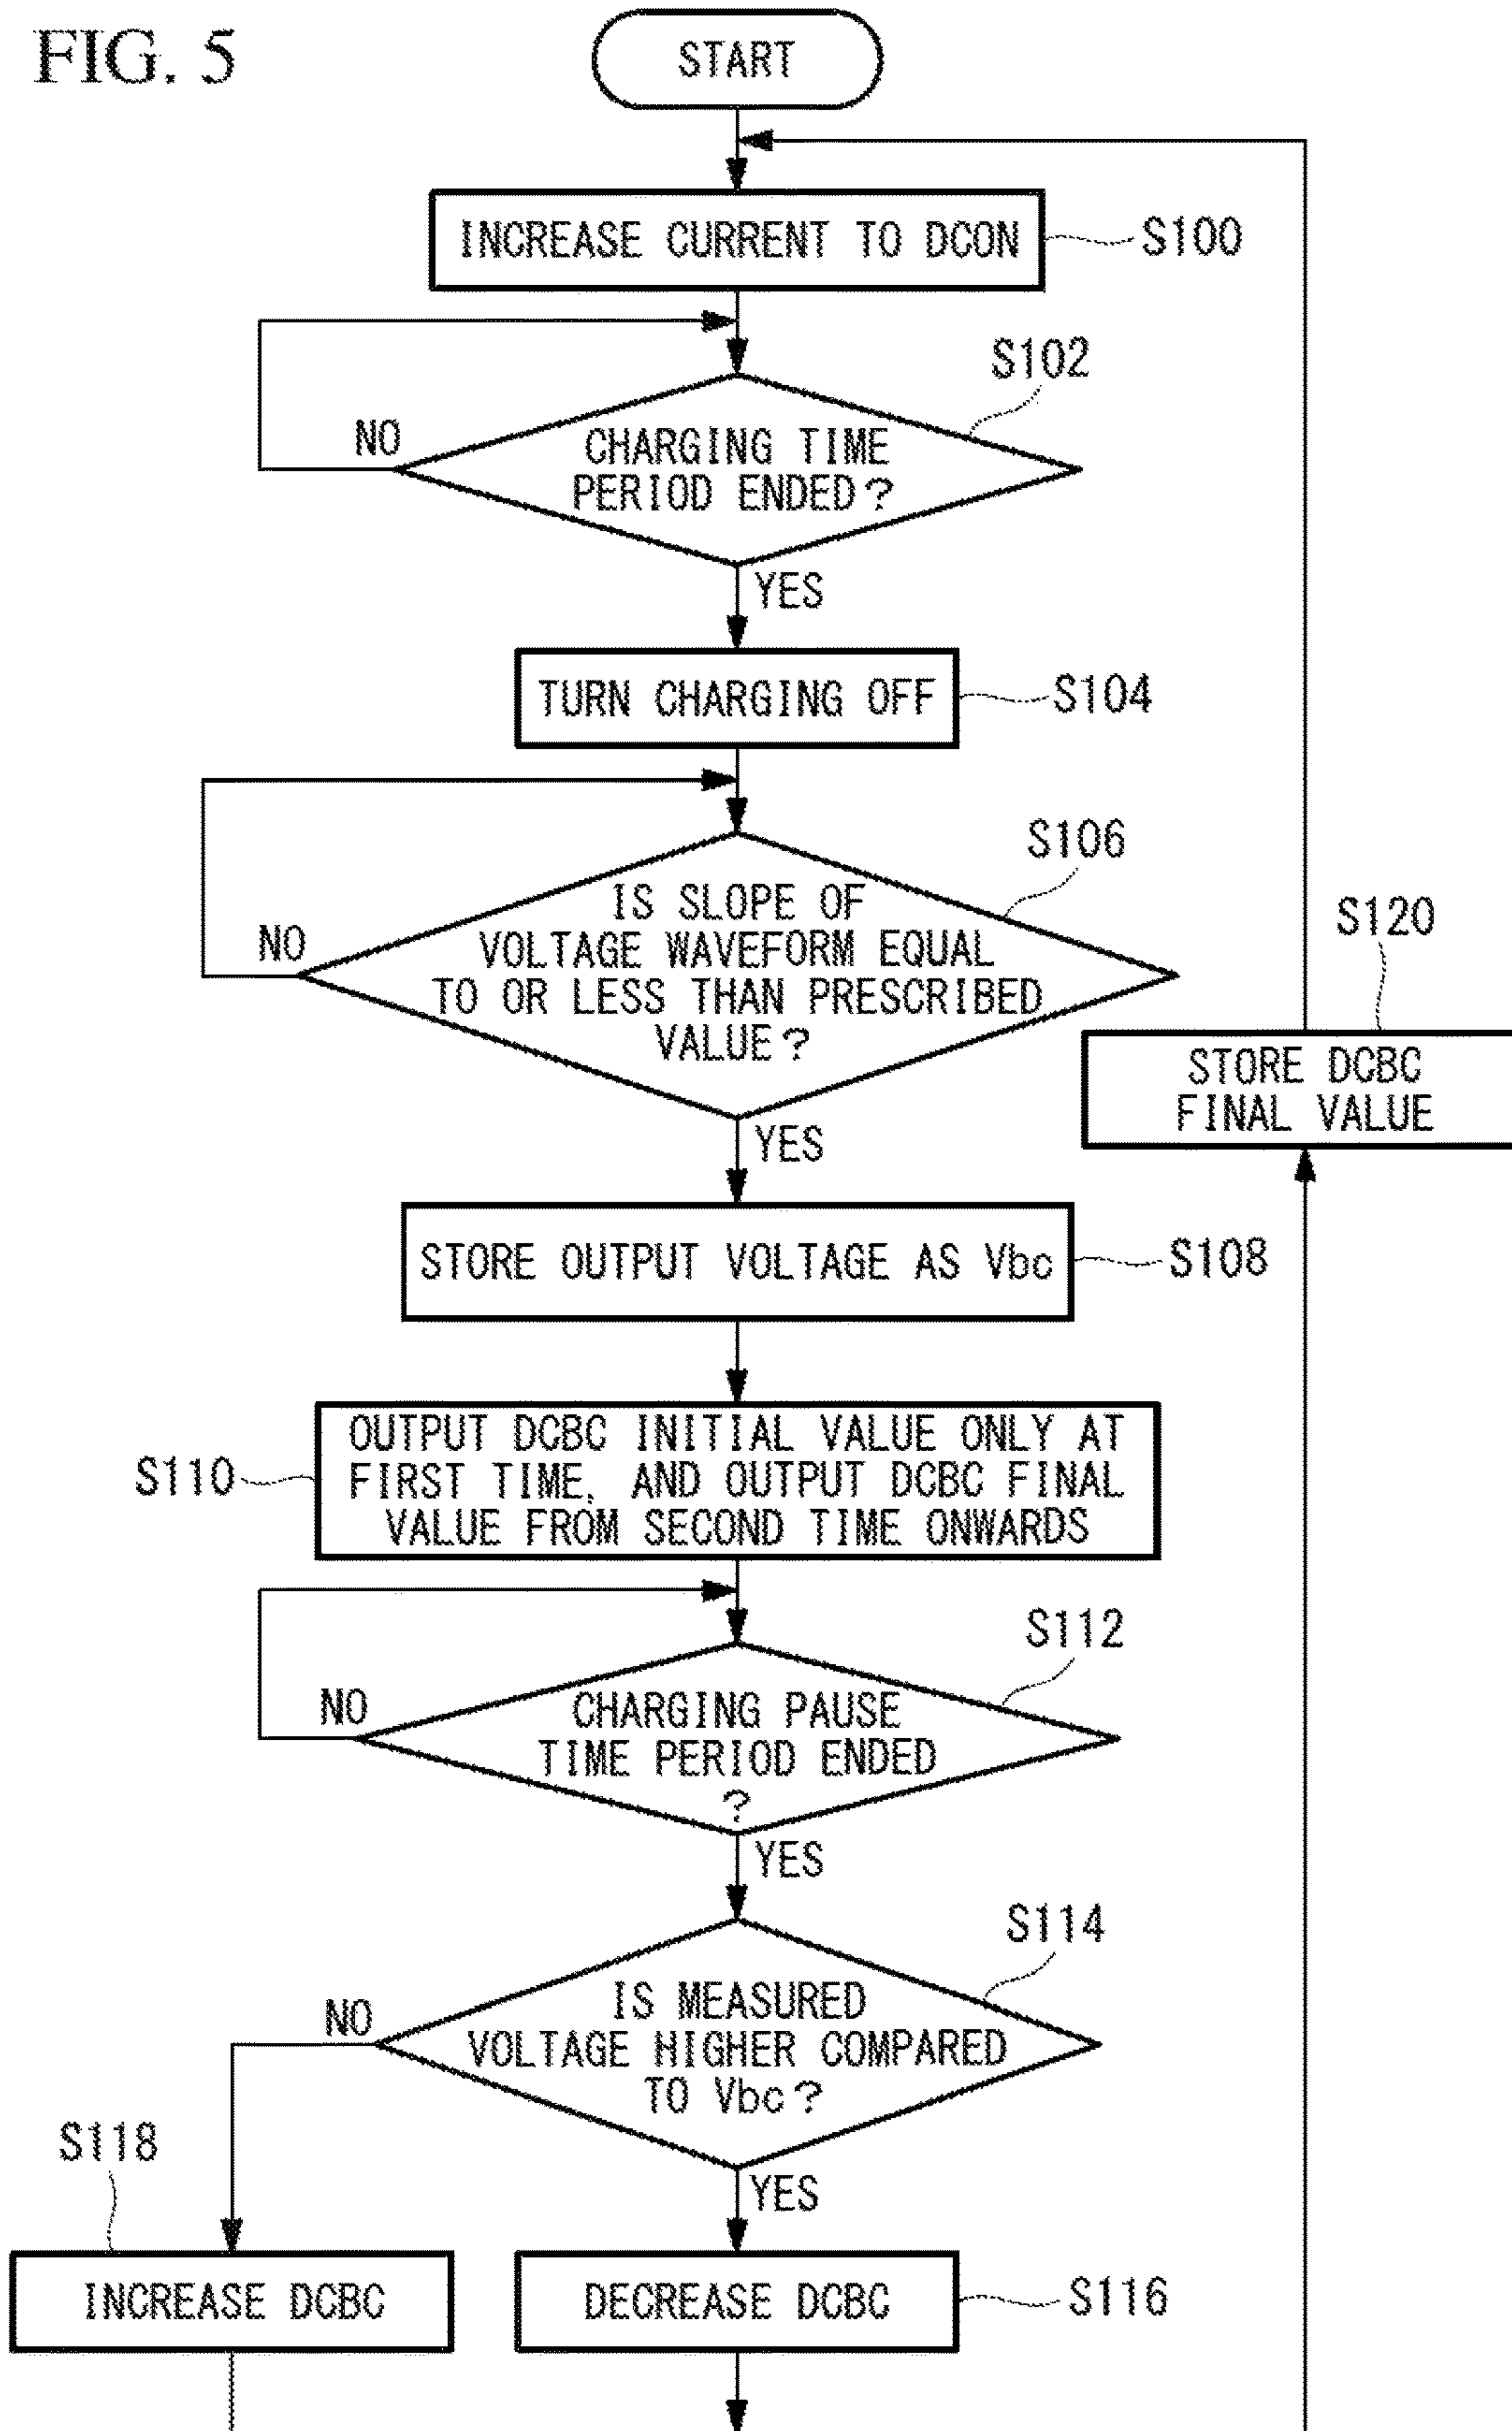 FIG. 5
START
INCREASE CURRENT TO DCON
S100
S102
CHARGING TIME
PERIOD ENDED?
NO
YES
TURN CHARGING OFF
S104
S106
IS SLOPE OF
VOLTAGE WAVEFORM EQUAL
TO OR LESS THAN PRESCRIBED
VALUE?
NO
YES
S120
STORE DCBC
FINAL VALUE
STORE OUTPUT VOLTAGE AS Vbc
S108
S110
OUTPUT DCBC INITIAL VALUE ONLY AT
FIRST TIME, AND OUTPUT DCBC FINAL
VALUE FROM SECOND TIME ONWARDS
S112
CHARGING PAUSE
TIME PERIOD ENDED
?
NO
YES
S114
IS MEASURED
VOLTAGE HIGHER COMPARED
TO Vbc?
NO
YES
S118
INCREASE DCBC
DECREASE DCBC
S116